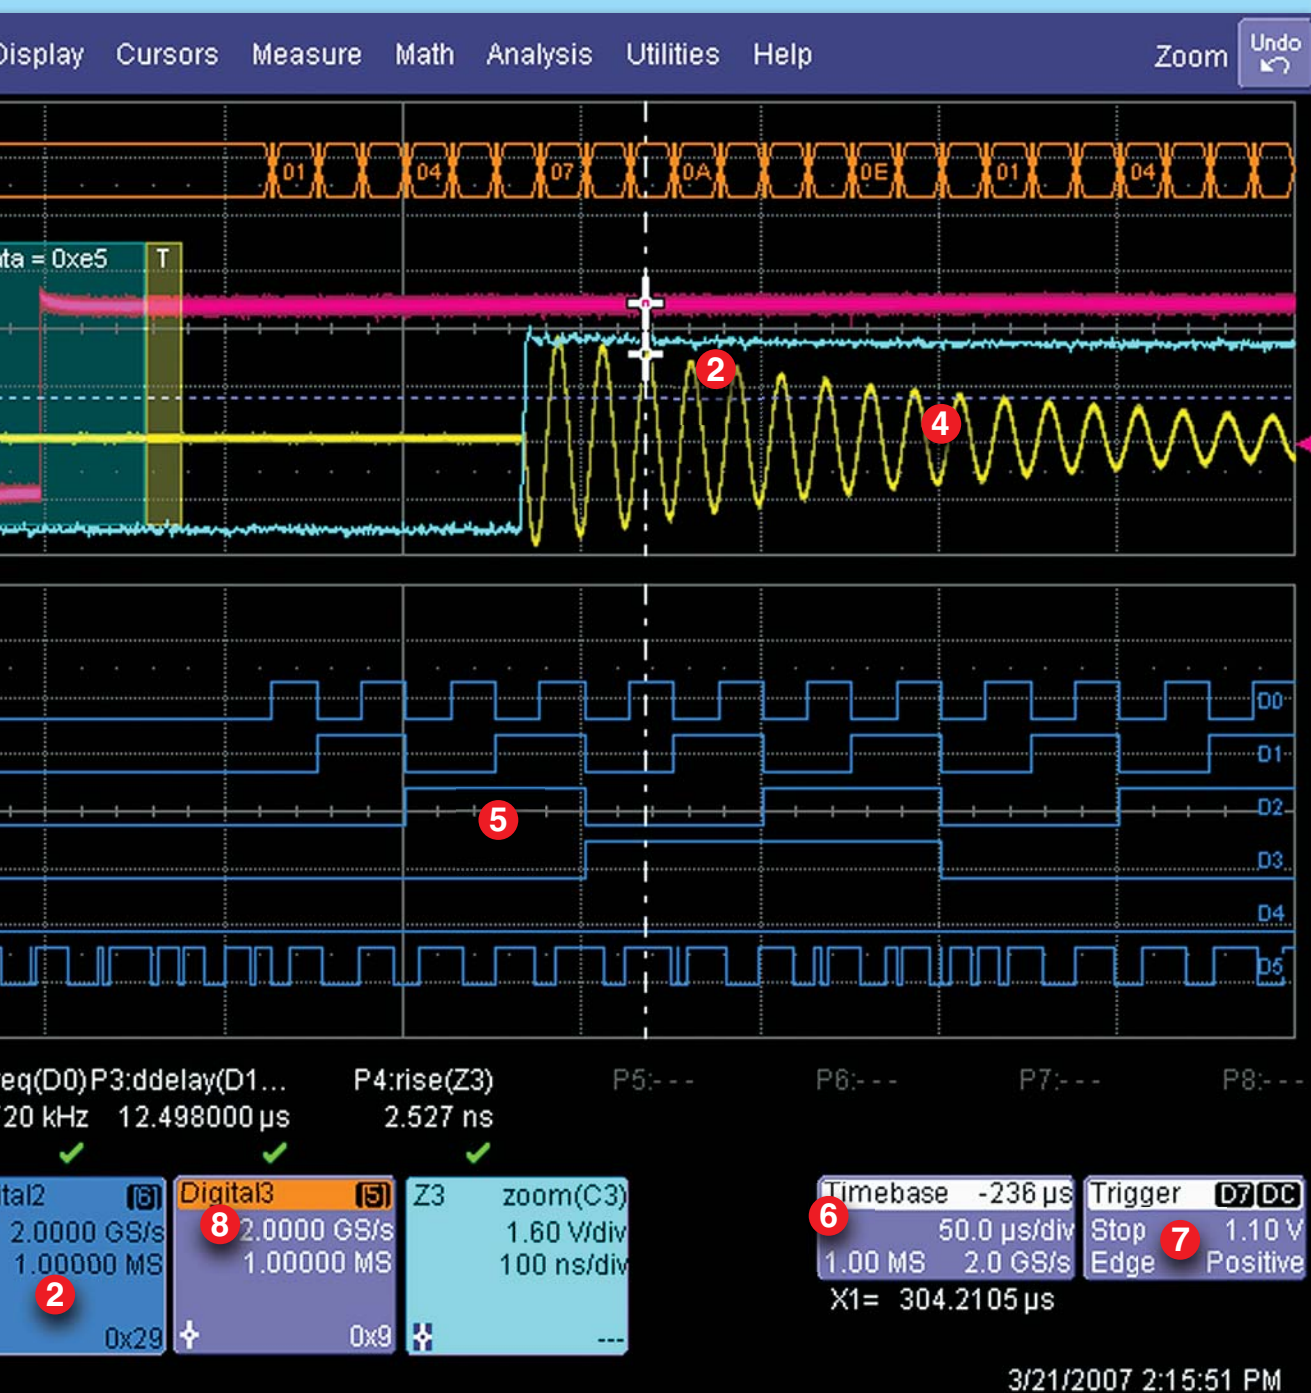 Display Cursors Measure Math Analysis Utilities Help Zoom Undo
01 04 07 0A 0E 01 04
ta = 0xe5 T
2
4
D0
D1
D2
5
D3
D4
D5
req(D0) P3:ddelay(D1... P4:rise(Z3) P5:- - - P6:- - - P7:- - - P8:- - -
720 kHz 12.498000 µs 2.527 ns
ital2 (6) Digital3 (5) Z3 zoom(C3) Timebase -236 µs Trigger D7 DC
8 6
2.0000 GS/s 2.0000 GS/s 1.60 V/div 50.0 µs/div Stop 7 1.10 V
1.00000 MS 1.00000 MS 100 ns/div 1.00 MS 2.0 GS/s Edge Positive
2 X1= 304.2105 µs
0x29 0x9 ---
3/21/2007 2:15:51 PM